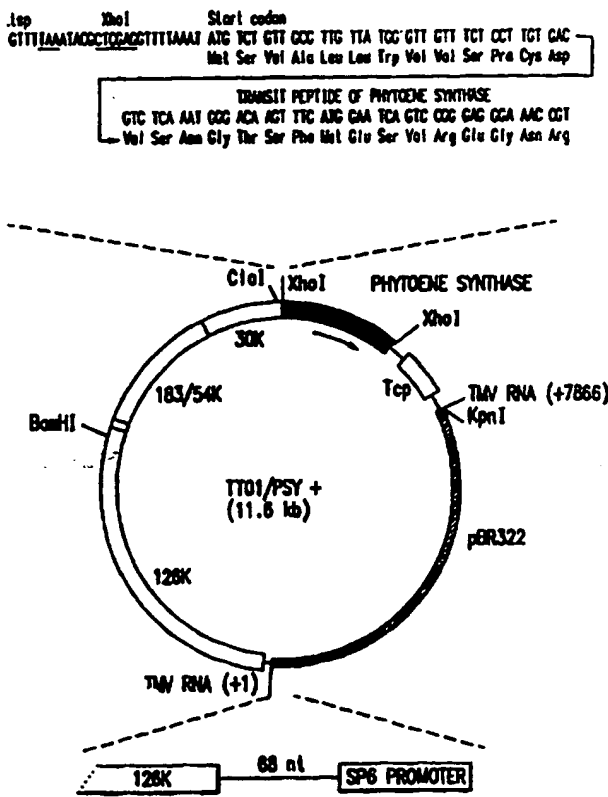 .tsp XhoI Start codon
GTTTTAAATACGCTCGAGGTTTTAAAT ATG TCT GTT GCC TTG TTA TGG GTT GTT TCT CCT TGT GAC
Met Ser Val Ala Leu Leu Trp Val Val Ser Pro Cys Asp
TRANSIT PEPTIDE OF PHYTOENE SYNTHASE
GTC TCA AAT GGG ACA AGT TTC ATG GAA TCA GTC CGG GAG GGA AAC CGT
Val Ser Asn Gly Thr Ser Phe Met Glu Ser Val Arg Glu Gly Asn Arg
ClaI XhoI PHYTOENE SYNTHASE
XhoI
30K
Tcp
TMV RNA (+7866)
KpnI
183/54K
BamHI
TTO1/PSY +
(11.6 kb)
pBR322
126K
TMV RNA (+1)
68 nt
126K
SP6 PROMOTER